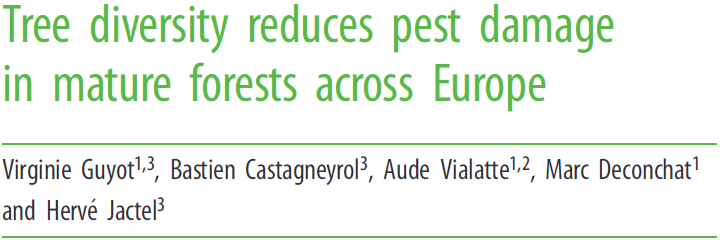 Tree diversity reduces pest damage
in mature forests across Europe
Virginie Guyot1,3, Bastien Castagneyrol3, Aude Vialatte1,2, Marc Deconchat1
and Hervé Jactel3